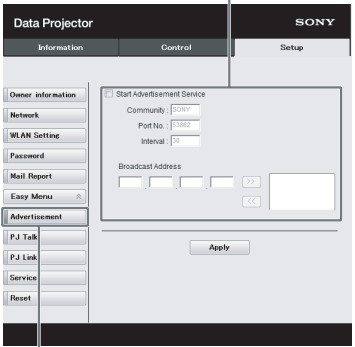 Data Projector
SONY
Information
Control
Setup
Owner information
Network
WLAN Setting
Password
Mail Report
Easy Menu
Advertisement
PJ Talk
PJ Link
Service
Reset
Start Advertisement Service
Community : SONY
Port No. : 53862
Interval : 30
Broadcast Address
. . .
>>
<<
Apply